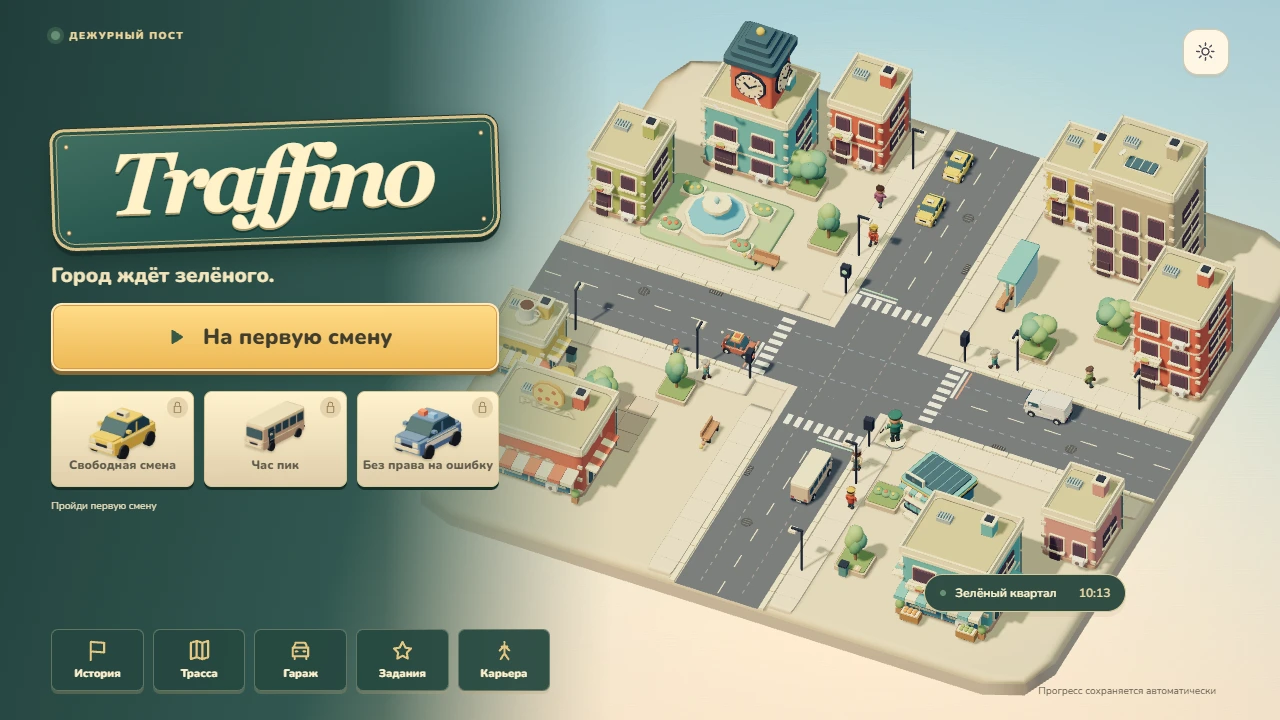 ДЕЖУРНЫЙ ПОСТ
Traffino
Город ждёт зелёного.
На первую смену
Свободная смена
Час пик
Без права на ошибку
Пройди первую смену
История
Трасса
Гараж
Задания
Карьера
Зелёный квартал 10:13
Прогресс сохраняется автоматически